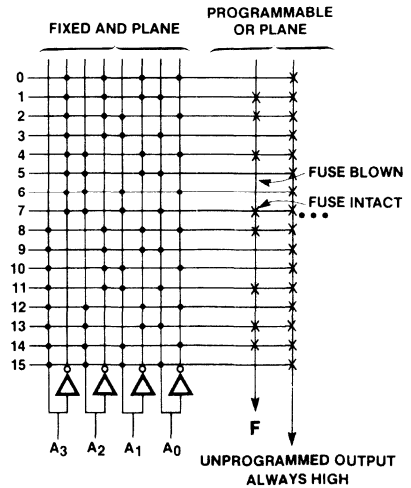 PROGRAMMABLE
FIXED AND PLANE
OR PLANE
0
1
2
3
4
5
6
7
8
9
10
11
12
13
14
15
FUSE BLOWN
FUSE INTACT
A3 A2 A1 A0
F
UNPROGRAMMED OUTPUT
ALWAYS HIGH